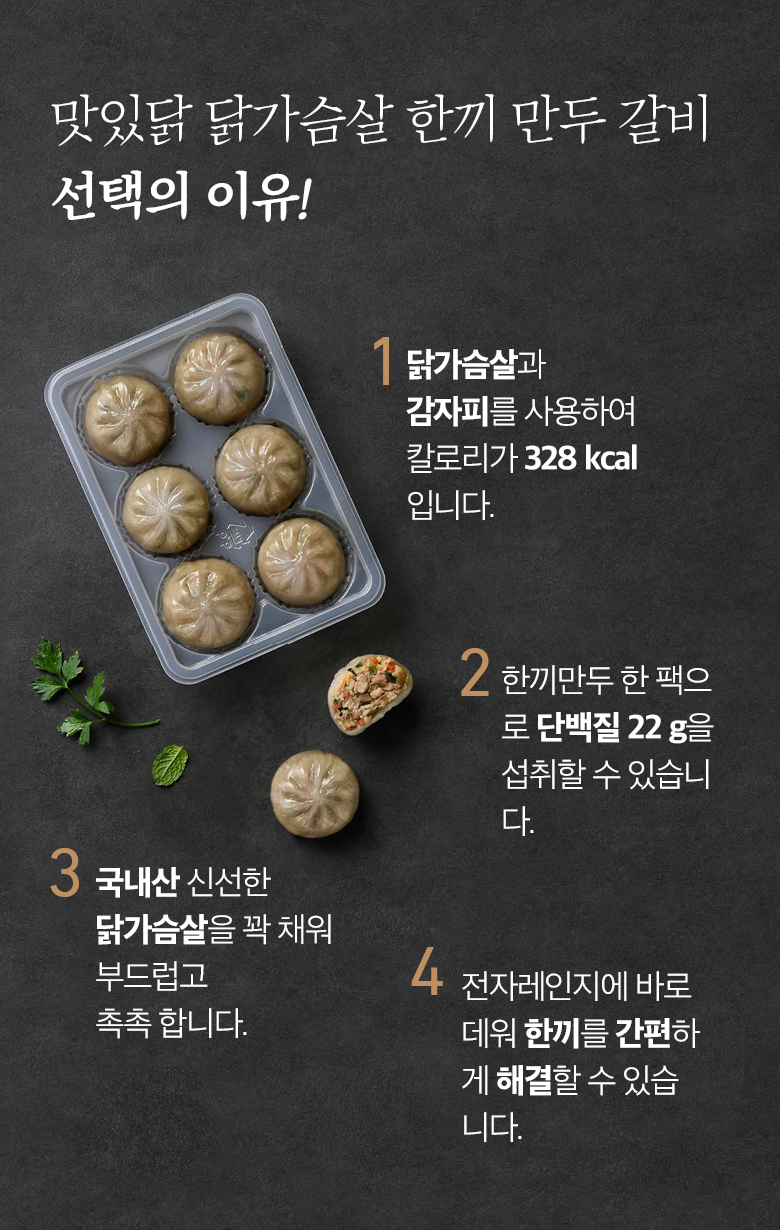 맛있닭 닭가슴살 한끼 만두 갈비
선택의 이유!
1 닭가슴살과
감자피를 사용하여
칼로리가 328 kcal
입니다.
2 한끼만두 한 팩으
로 단백질 22 g을
섭취할 수 있습니
다.
3 국내산 신선한
닭가슴살을 꽉 채워
부드럽고
촉촉 합니다.
4 전자레인지에 바로
데워 한끼를 간편하
게 해결할 수 있습
니다.